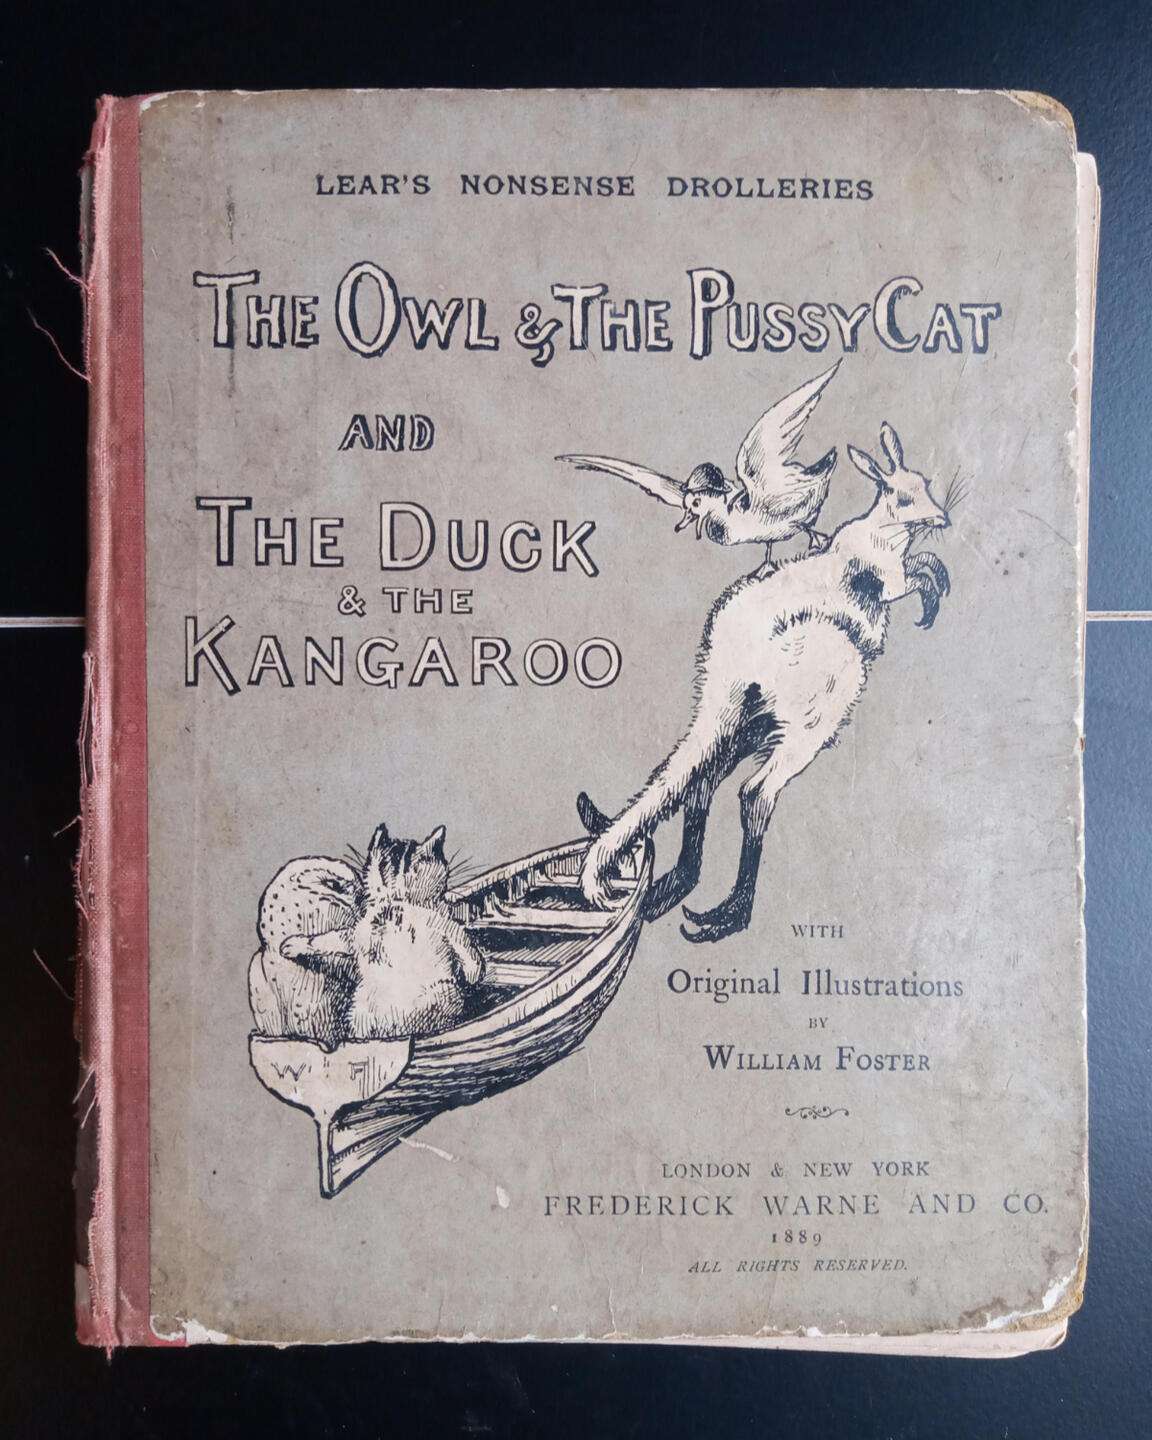 LEAR'S NONSENSE DROLLERIES
THE OWL & THE PUSSY CAT
AND
THE DUCK
& THE
KANGAROO
W F
WITH
Original Illustrations
BY
WILLIAM FOSTER
LONDON & NEW YORK
FREDERICK WARNE AND CO.
1889
ALL RIGHTS RESERVED.